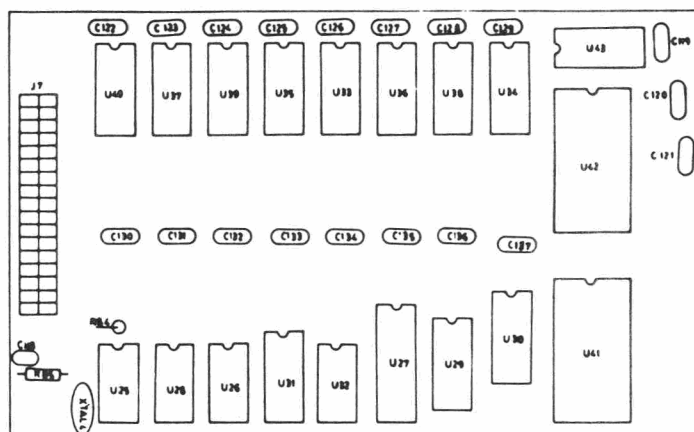 C122 C133 C124 C125 C126 C127 C128 C129 U43 C119
J7
U40 U37 U39 U35 U33 U36 U38 U34
C120
C121
U42
C130 C131 C132 C133 C134 C135 C136 C137
R84
C118
R85
XTAL
U25 U28 U26 U31 U32 U27 U29 U30 U41